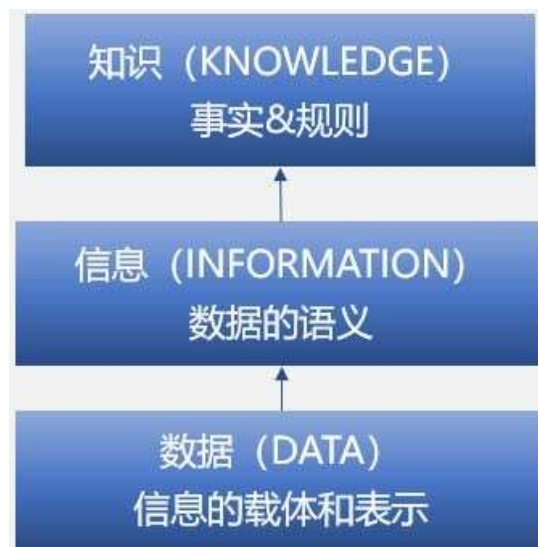 知识（KNOWLEDGE）
事实&规则
信息（INFORMATION）
数据的语义
数据（DATA）
信息的载体和表示